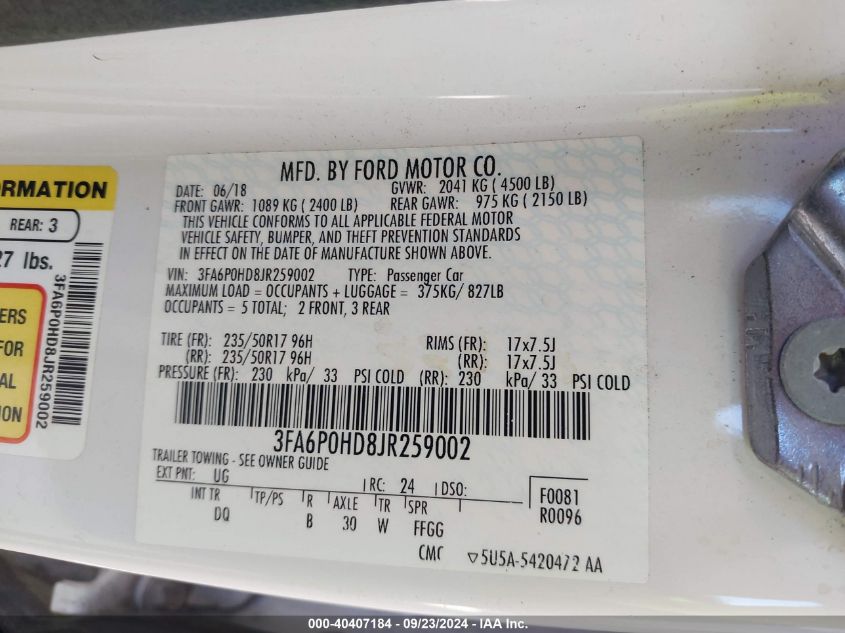 MFD. BY FORD MOTOR CO.
DATE: 06/18 GVWR: 2041 KG ( 4500 LB)
FRONT GAWR: 1089 KG ( 2400 LB) REAR GAWR: 975 KG ( 2150 LB)
THIS VEHICLE CONFORMS TO ALL APPLICABLE FEDERAL MOTOR
VEHICLE SAFETY, BUMPER, AND THEFT PREVENTION STANDARDS
IN EFFECT ON THE DATE OF MANUFACTURE SHOWN ABOVE.
VIN: 3FA6P0HD8JR259002 TYPE: Passenger Car
MAXIMUM LOAD = OCCUPANTS + LUGGAGE = 375KG/ 827LB
OCCUPANTS = 5 TOTAL; 2 FRONT, 3 REAR
TIRE (FR): 235/50R17 96H RIMS (FR): 17x7.5J
(RR): 235/50R17 96H (RR): 17x7.5J
PRESSURE (FR): 230 kPa/ 33 PSI COLD (RR): 230 kPa/ 33 PSI COLD
3FA6P0HD8JR259002
TRAILER TOWING - SEE OWNER GUIDE
EXT PNT: UG RC: 24 DSO: F0081
INT TR TP/PS R AXLE TR SPR R0096
DQ B 30 W FFGG
CMC 5U5A-5420472 AA
ORMATION
REAR: 3
27 lbs.
ERS
FOR
AL
ION
3FA6P0HD8JR259002
000-40407184 - 09/23/2024 - IAA Inc.